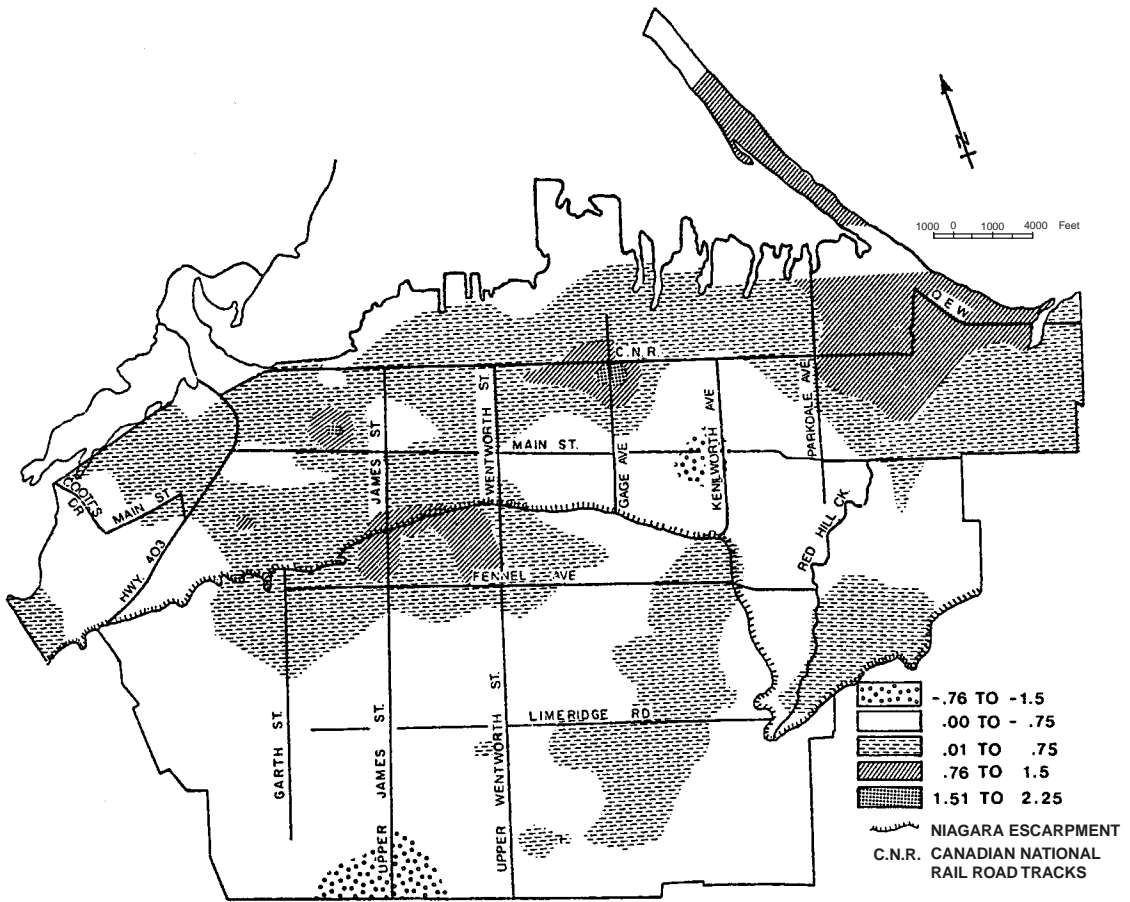 N
1000 0 1000 4000 Feet
Q E W
C.N.R.
PARKDALE AVE
KENILWORTH AVE
WENTWORTH ST.
JAMES ST
MAIN ST.
GAGE AVE
COOTES DR
MAIN ST.
HWY. 403
RED HILL CK
FENNEL AVE
LIMERIDGE RD
GARTH ST.
UPPER JAMES ST.
UPPER WENTWORTH ST.
-.76 TO -1.5
.00 TO - .75
.01 TO .75
.76 TO 1.5
1.51 TO 2.25
NIAGARA ESCARPMENT
C.N.R. CANADIAN NATIONAL
RAIL ROAD TRACKS